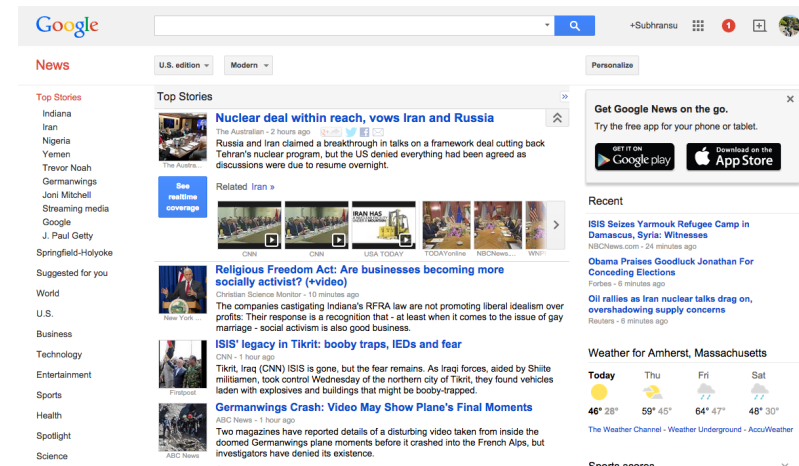 Google
+Subhransu
1
News
U.S. edition
Modern
Personalize
Top Stories
Indiana
Iran
Nigeria
Yemen
Trevor Noah
Germanwings
Joni Mitchell
Streaming media
Google
J. Paul Getty
Springfield-Holyoke
Suggested for you
World
U.S.
Business
Technology
Entertainment
Sports
Health
Spotlight
Science
Top Stories
»
Nuclear deal within reach, vows Iran and Russia
The Australian - 2 hours ago
Russia and Iran claimed a breakthrough in talks on a framework deal cutting back
Tehran's nuclear program, but the US denied everything had been agreed as
discussions were due to resume overnight.
The Austra...
See
realtime
coverage
Related Iran »
IRAN HAS
CNN
CNN
USA TODAY
TODAYonline
NBCNews....
WNP
Religious Freedom Act: Are businesses becoming more
socially activist? (+video)
Christian Science Monitor - 10 minutes ago
The companies castigating Indiana's RFRA law are not promoting liberal idealism over
profits: Their response is a recognition that - at least when it comes to the issue of gay
marriage - social activism is also good business.
New York ...
ISIS' legacy in Tikrit: booby traps, IEDs and fear
CNN - 1 hour ago
Tikrit, Iraq (CNN) ISIS is gone, but the fear remains. As Iraqi forces, aided by Shiite
militiamen, took control Wednesday of the northern city of Tikrit, they found vehicles
laden with explosives and buildings that might be booby-trapped.
Firstpost
Germanwings Crash: Video May Show Plane's Final Moments
ABC News - 1 hour ago
Two magazines have reported details of a disturbing video taken from inside the
doomed Germanwings plane moments before it crashed into the French Alps, but
investigators have denied its existence.
ABC News
Get Google News on the go.
Try the free app for your phone or tablet.
GET IT ON
Google play
Download on the
App Store
Recent
ISIS Seizes Yarmouk Refugee Camp in
Damascus, Syria: Witnesses
NBCNews.com - 24 minutes ago
Obama Praises Goodluck Jonathan For
Conceding Elections
Forbes - 6 minutes ago
Oil rallies as Iran nuclear talks drag on,
overshadowing supply concerns
Reuters - 6 minutes ago
Weather for Amherst, Massachusetts
Today Thu Fri Sat
46° 28° 59° 45° 64° 47° 48° 30°
The Weather Channel - Weather Underground - AccuWeather
Sports scores